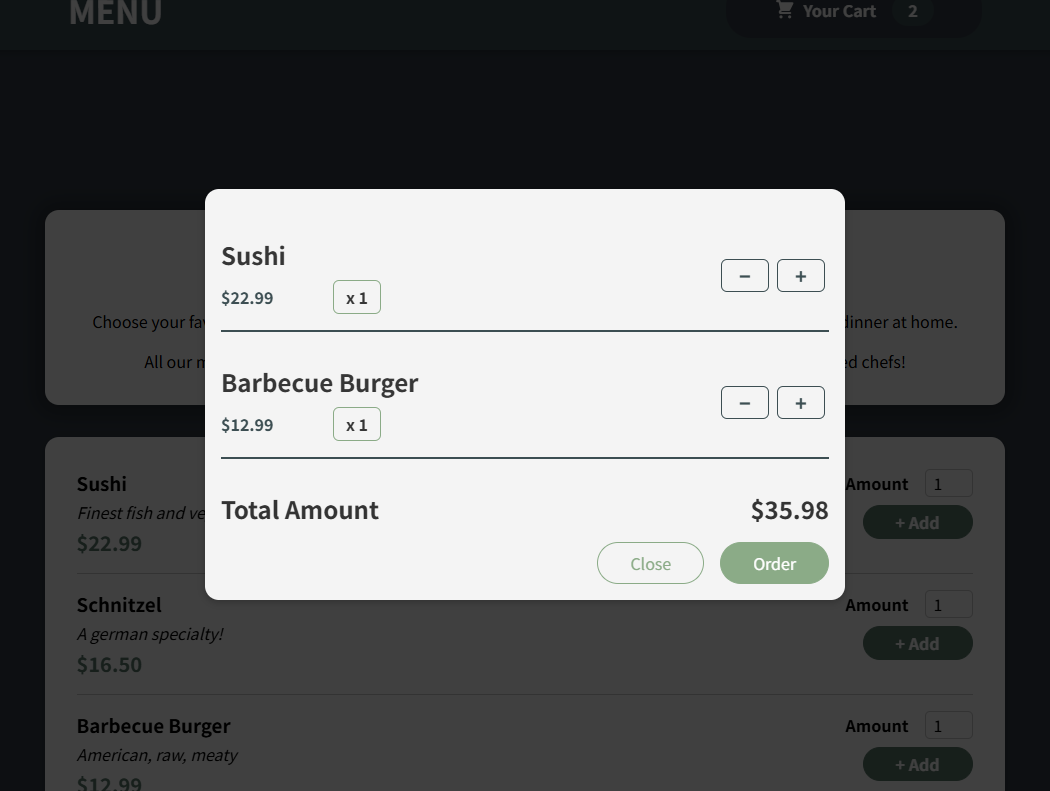 MENU
Your Cart 2
Sushi
$22.99 x 1
− +
Barbecue Burger
$12.99 x 1
− +
Total Amount $35.98
Close Order
Choose your fav
dinner at home.
All our m
ed chefs!
Sushi
Finest fish and ve
$22.99
Amount 1
+ Add
Schnitzel
A german specialty!
$16.50
Amount 1
+ Add
Barbecue Burger
American, raw, meaty
$12.99
Amount 1
+ Add